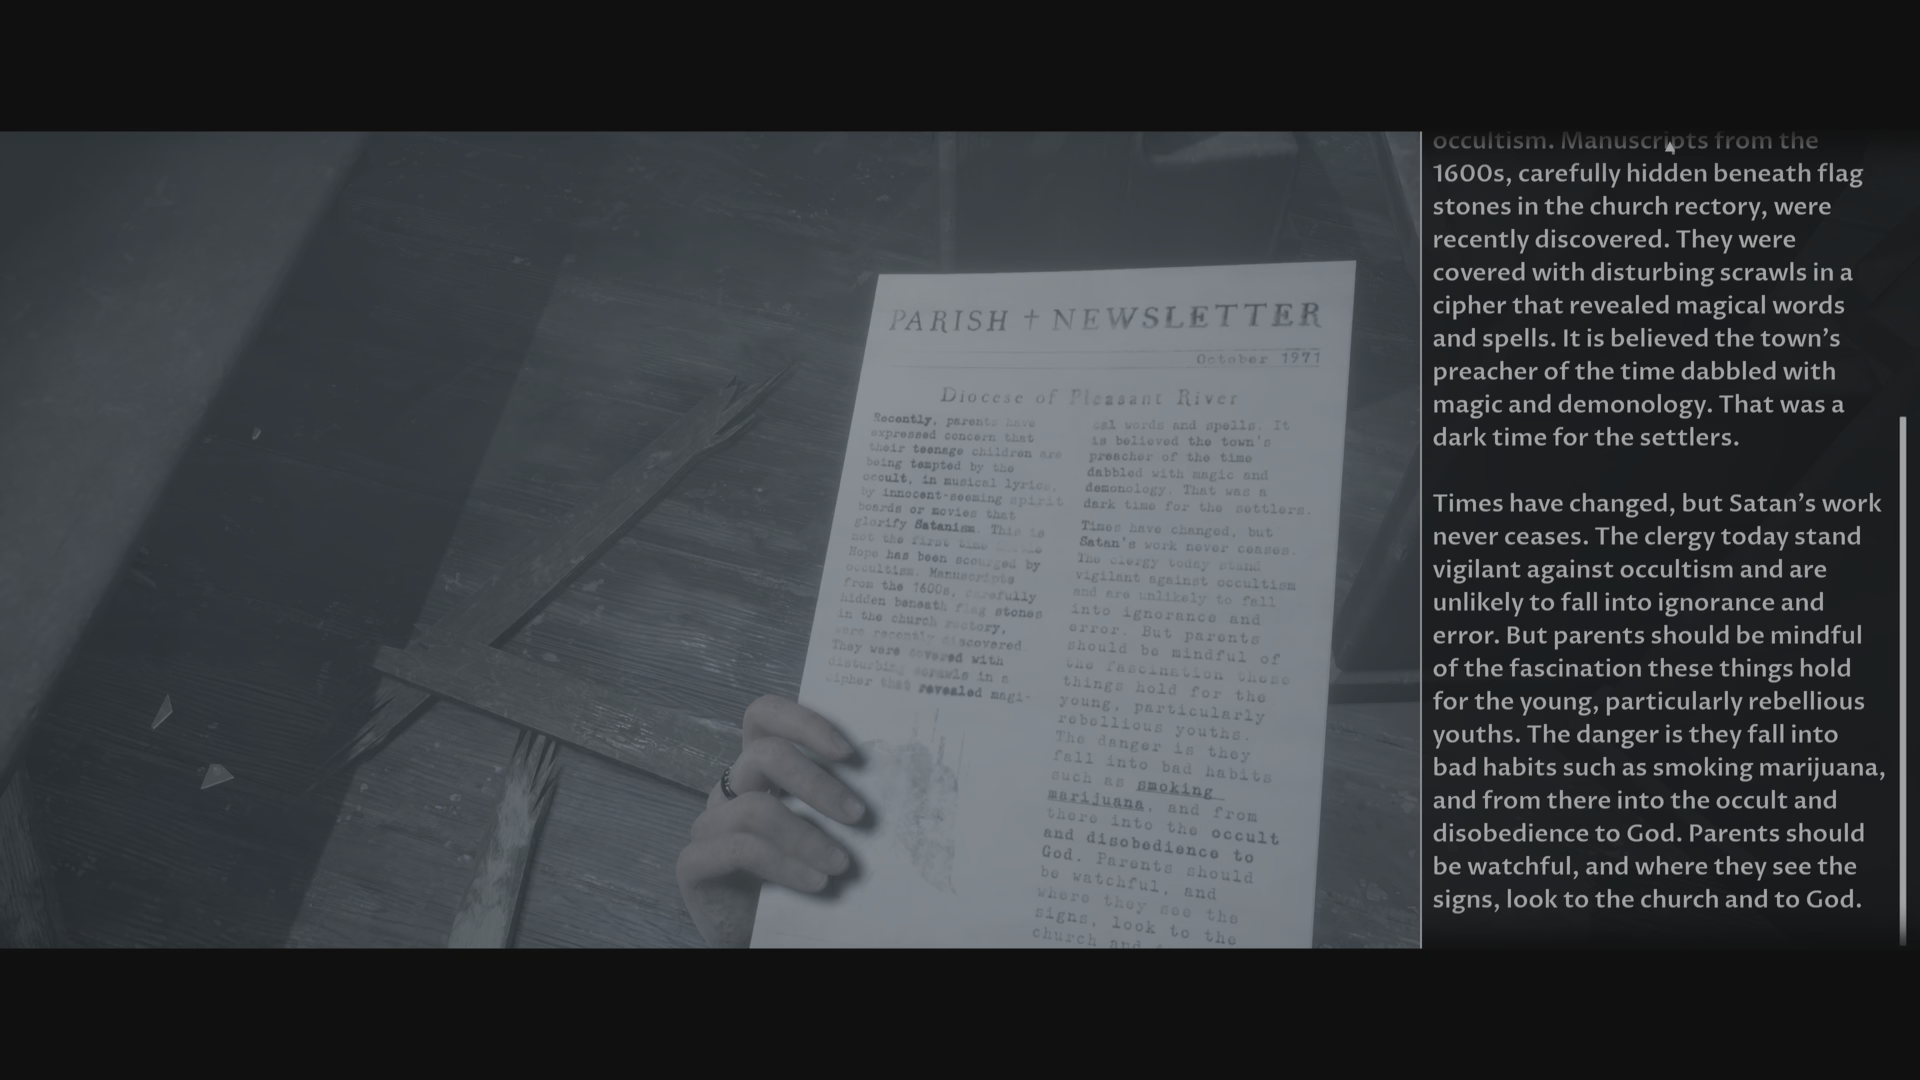 PARISH † NEWSLETTER
October 1971
Diocese of Pleasant River
Recently, parents have
expressed concern that
their teenage children are
being tempted by the
occult, in musical lyrics,
by innocent-seeming spirit
boards or movies that
glorify Satanism. This is
not the first time
Hope has been scourged by
occultism. Manuscripts
from the 1600s, carefully
hidden beneath flag stones
in the church rectory,
were recently discovered.
They were covered with
disturbing scrawls in a
cipher that revealed magi-
cal words and spells. It
is believed the town's
preacher of the time
dabbled with magic and
demonology. That was a
dark time for the settlers.
Times have changed, but
Satan's work never ceases.
The clergy today stand
vigilant against occultism
and are unlikely to fall
into ignorance and
error. But parents
should be mindful of
the fascination these
things hold for the
young, particularly
rebellious youths.
The danger is they
fall into bad habits
such as smoking
marijuana, and from
there into the occult
and disobedience to
God. Parents should
be watchful, and
where they see the
signs, look to the
church and
occultism. Manuscripts from the
1600s, carefully hidden beneath flag
stones in the church rectory, were
recently discovered. They were
covered with disturbing scrawls in a
cipher that revealed magical words
and spells. It is believed the town’s
preacher of the time dabbled with
magic and demonology. That was a
dark time for the settlers.
Times have changed, but Satan’s work
never ceases. The clergy today stand
vigilant against occultism and are
unlikely to fall into ignorance and
error. But parents should be mindful
of the fascination these things hold
for the young, particularly rebellious
youths. The danger is they fall into
bad habits such as smoking marijuana,
and from there into the occult and
disobedience to God. Parents should
be watchful, and where they see the
signs, look to the church and to God.